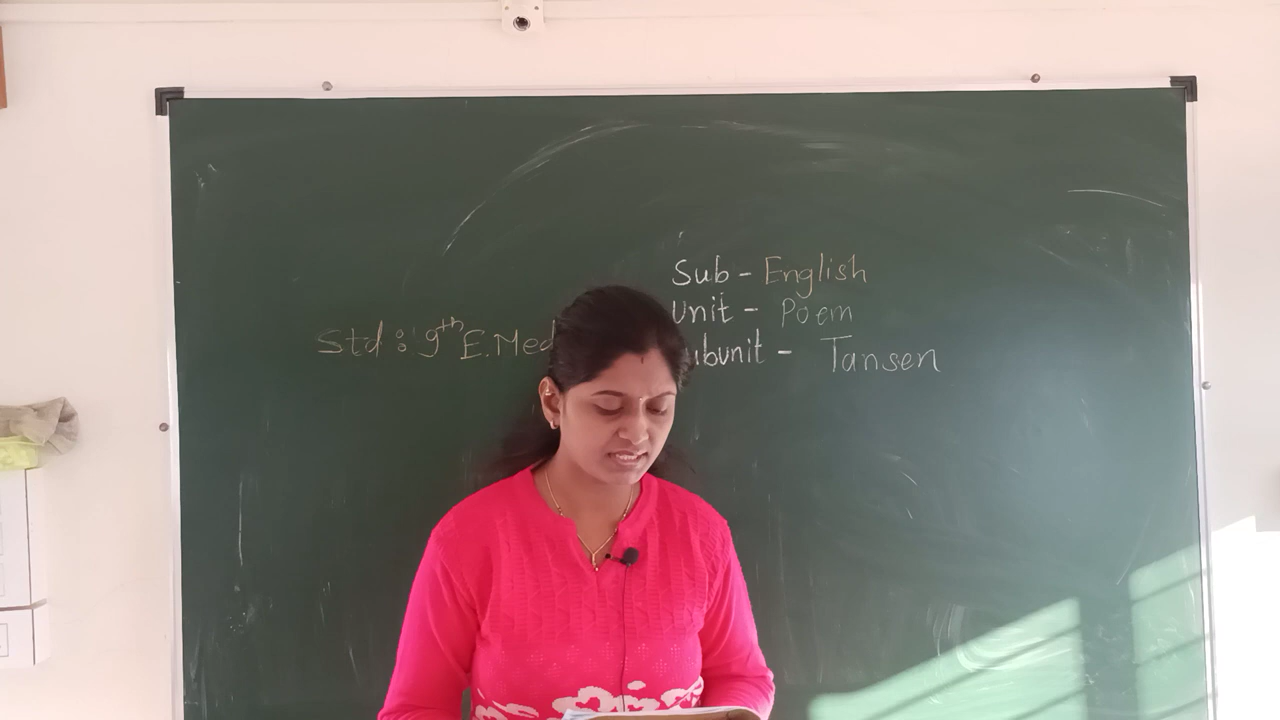 Std : 9th E.Med
Sub - English
Unit - Poem
ubunit - Tansen